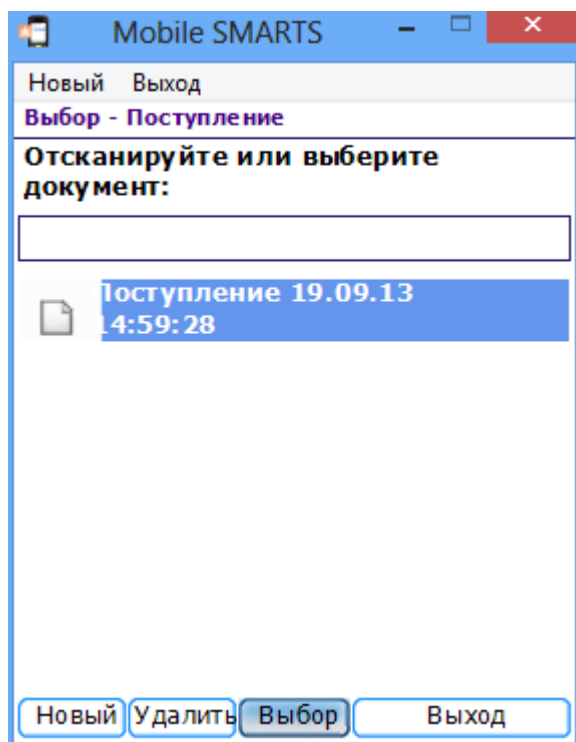 Mobile SMARTS
Новый Выход
Выбор - Поступление
Отсканируйте или выберите
документ:
Поступление 19.09.13
14:59:28
Новый Удалить Выбор Выход